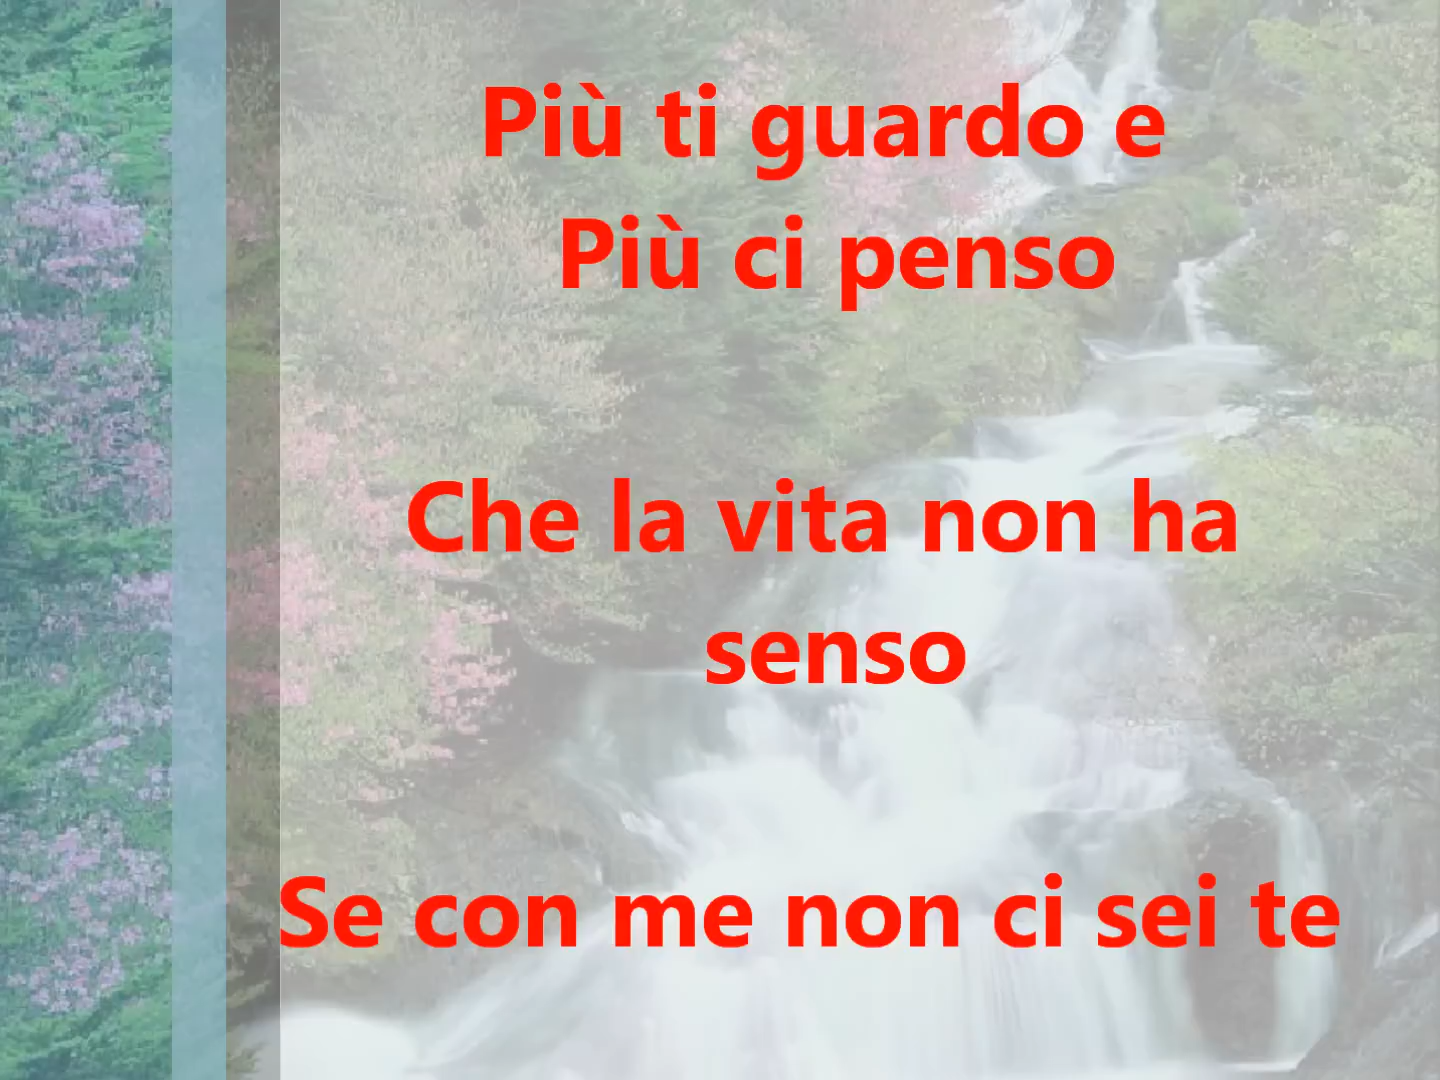 Più ti guardo e
Più ci penso
Che la vita non ha
senso
Se con me non ci sei te